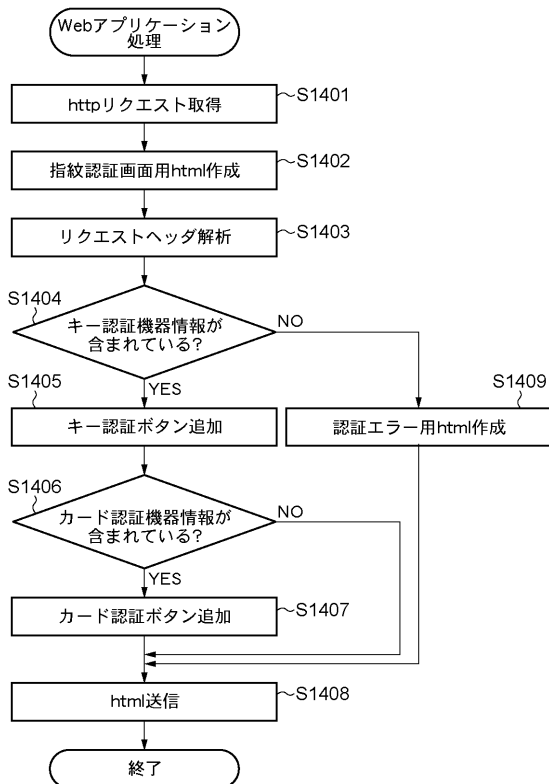 Webアプリケーション
処理
httpリクエスト取得
S1401
指紋認証画面用html作成
S1402
リクエストヘッダ解析
S1403
S1404
キー認証機器情報が
含まれている?
NO
YES
S1405
キー認証ボタン追加
S1409
認証エラー用html作成
S1406
カード認証機器情報が
含まれている?
NO
YES
カード認証ボタン追加
S1407
html送信
S1408
終了